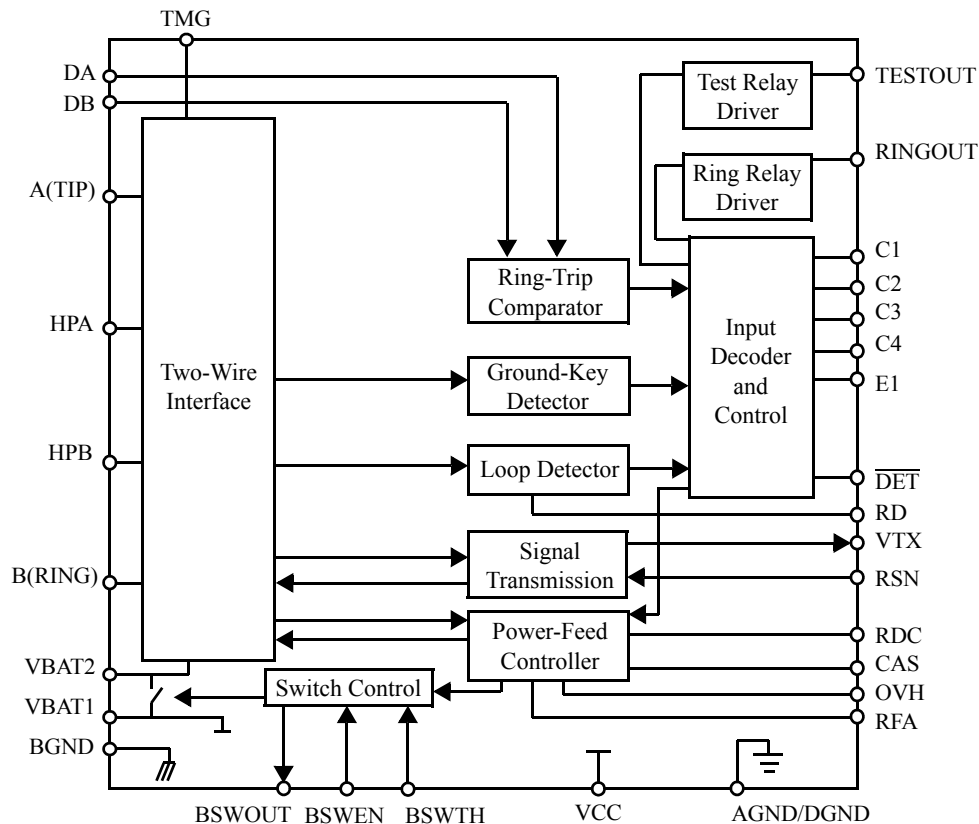 TMG
DA
DB
A(TIP)
HPA
HPB
B(RING)
VBAT2
VBAT1
BGND
Two-Wire
Interface
Test Relay
Driver
Ring Relay
Driver
Ring-Trip
Comparator
Ground-Key
Detector
Loop Detector
Signal
Transmission
Power-Feed
Controller
Switch Control
Input
Decoder
and
Control
TESTOUT
RINGOUT
C1
C2
C3
C4
E1
DET
RD
VTX
RSN
RDC
CAS
OVH
RFA
BSWOUT
BSWEN
BSWTH
VCC
AGND/DGND